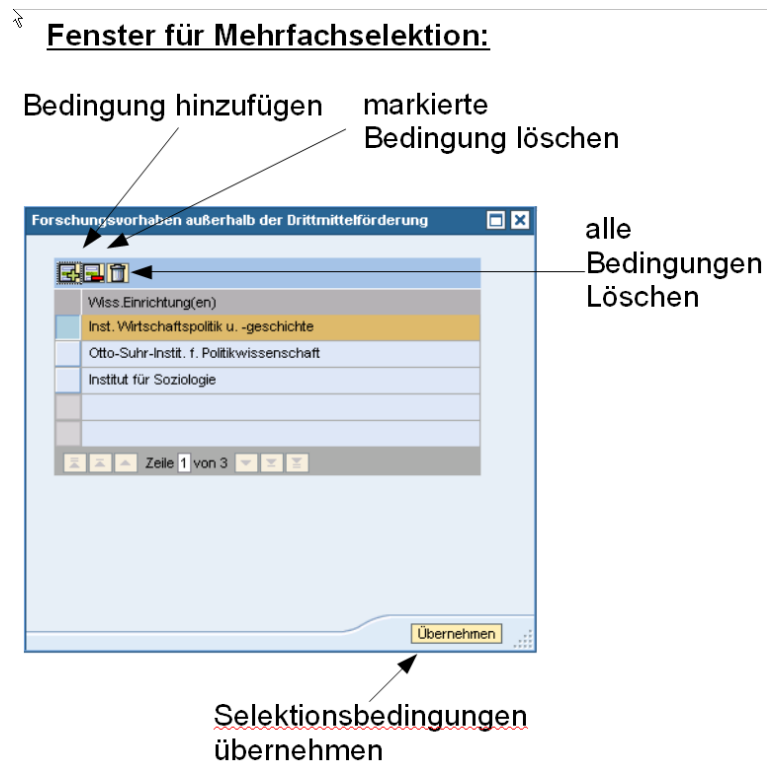 Fenster für Mehrfachselektion:
Bedingung hinzufügen
markierte
Bedingung löschen
Forschungsvorhaben außerhalb der Drittmittelförderung
alle
Bedingungen
Löschen
Wiss.Einrichtung(en)
Inst. Wirtschaftspolitik u. -geschichte
Otto-Suhr-Instit. f. Politikwissenschaft
Institut für Soziologie
Zeile 1 von 3
Übernehmen
Selektionsbedingungen
übernehmen